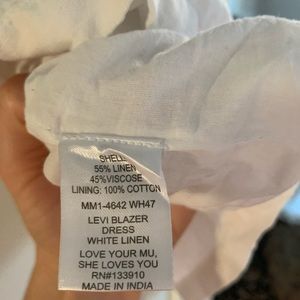 SHELL
55% LINEN
45%VISCOSE
LINING: 100% COTTON
MM1-4642 WH47
LEVI BLAZER
DRESS
WHITE LINEN
LOVE YOUR MU,
SHE LOVES YOU
RN#133910
MADE IN INDIA